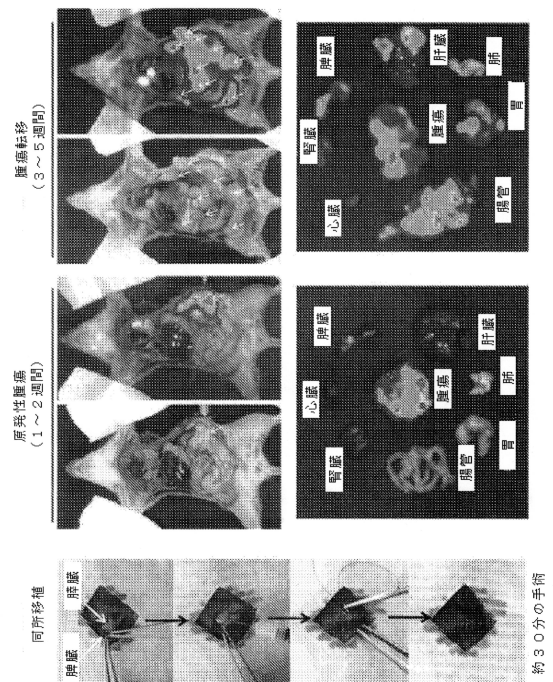 同所移植
脾臓
膵臓
約30分の手術
原発性腫瘍
(1~2週間)
腎臓
心臓
脾臓
腫瘍
腸管
胃
肺
肝臓
腫瘍転移
(3~5週間)
心臓
腎臓
脾臓
腫瘍
肝臓
腸管
胃
肺